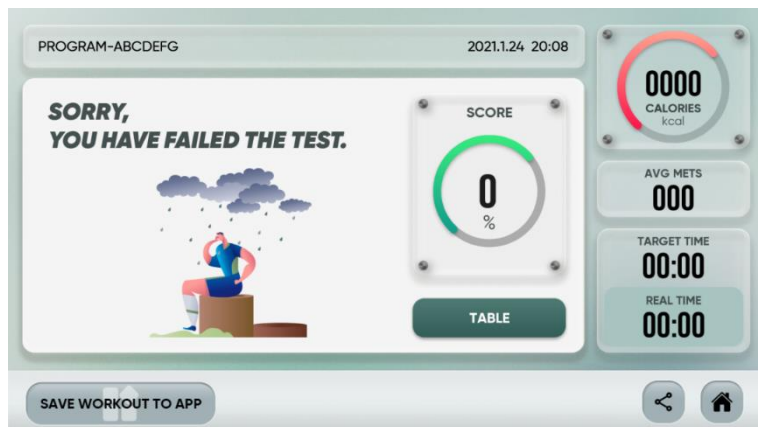 PROGRAM-ABCDEFG
2021.1.24 20:08
SORRY,
YOU HAVE FAILED THE TEST.
SCORE
0
%
TABLE
0000
CALORIES
kcal
AVG METS
000
TARGET TIME
00:00
REAL TIME
00:00
SAVE WORKOUT TO APP